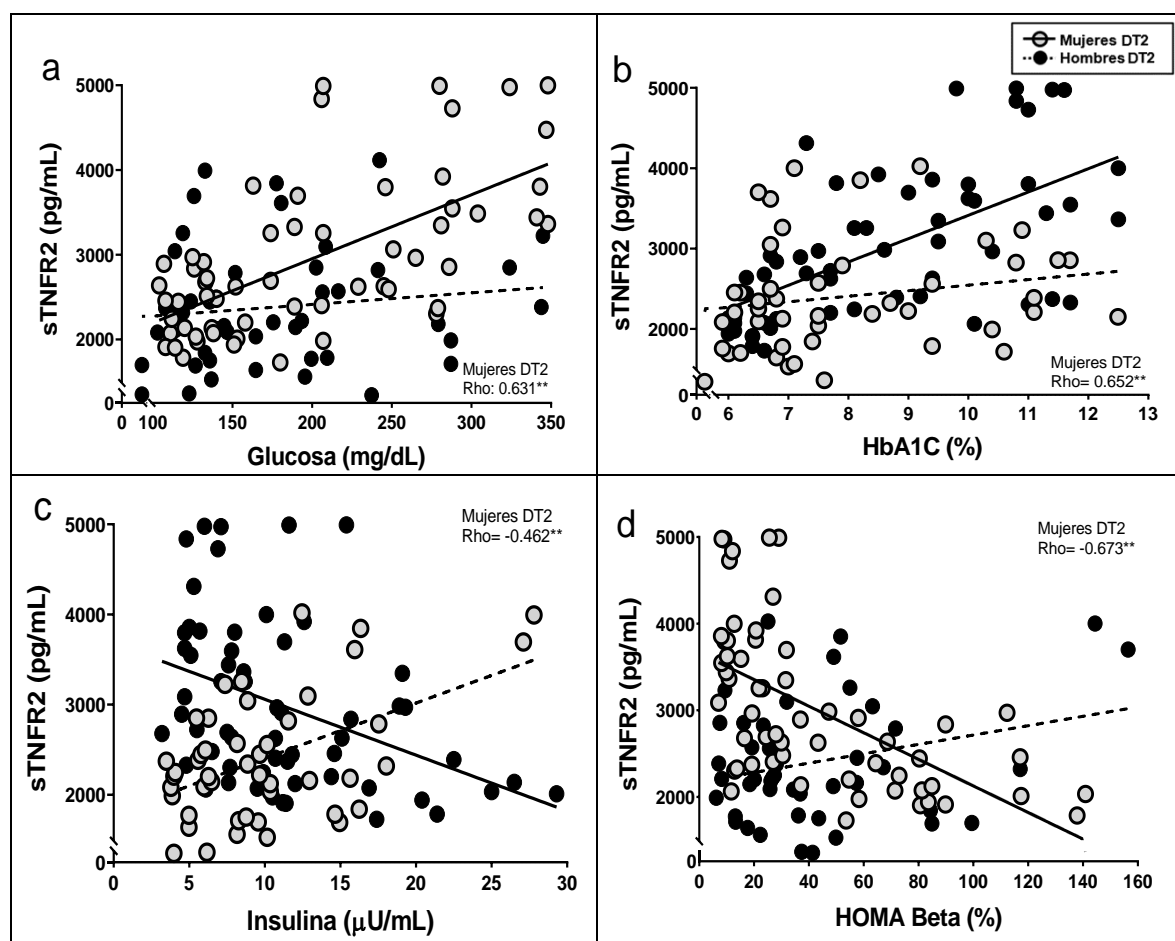 a
sTNFR2 (pg/mL)
5000
4000
3000
2000
0
0 100 150 200 250 300 350
Glucosa (mg/dL)
Mujeres DT2
Rho: 0.631**
b
Mujeres DT2
Hombres DT2
sTNFR2 (pg/mL)
5000
4000
3000
2000
0
0 6 7 8 9 10 11 12 13
HbA1C (%)
Mujeres DT2
Rho= 0.652**
c
sTNFR2 (pg/mL)
5000
4000
3000
2000
0
0 5 10 15 20 25 30
Insulina (μU/mL)
Mujeres DT2
Rho= -0.462**
d
sTNFR2 (pg/mL)
5000
4000
3000
2000
0
0 20 40 60 80 100 120 140 160
HOMA Beta (%)
Mujeres DT2
Rho= -0.673**